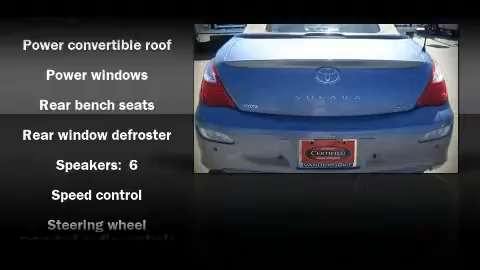 Power convertible roof
Power windows
Rear bench seats
Rear window defroster
Speakers: 6
Speed control
Steering wheel
SOLARA
CERTIFIED